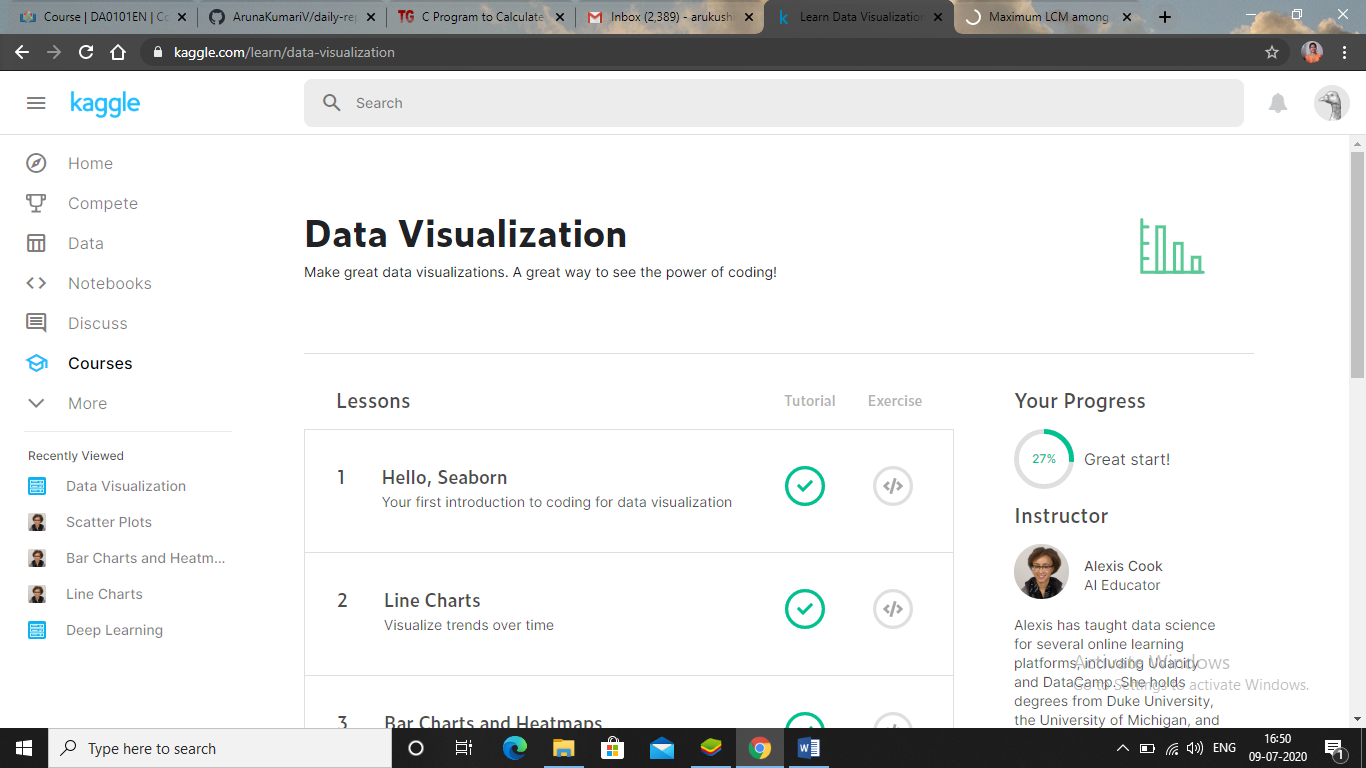 Course | DA0101EN | Co
ArunaKumariV/daily-rep
TG C Program to Calculate
Inbox (2,389) - arukushi
k Learn Data Visualization
Maximum LCM among
kaggle.com/learn/data-visualization
kaggle
Search
Home
Compete
Data
Notebooks
Discuss
Courses
More
Recently Viewed
Data Visualization
Scatter Plots
Bar Charts and Heatm...
Line Charts
Deep Learning
Data Visualization
Make great data visualizations. A great way to see the power of coding!
Lessons Tutorial Exercise
1 Hello, Seaborn
Your first introduction to coding for data visualization
2 Line Charts
Visualize trends over time
3 Bar Charts and Heatmaps
Your Progress
27% Great start!
Instructor
Alexis Cook
AI Educator
Alexis has taught data science
for several online learning
platforms, including Udacity
and DataCamp. She holds
degrees from Duke University,
the University of Michigan, and
Activate Windows
Go to Settings to activate Windows.
Type here to search
ENG
16:50
09-07-2020
1